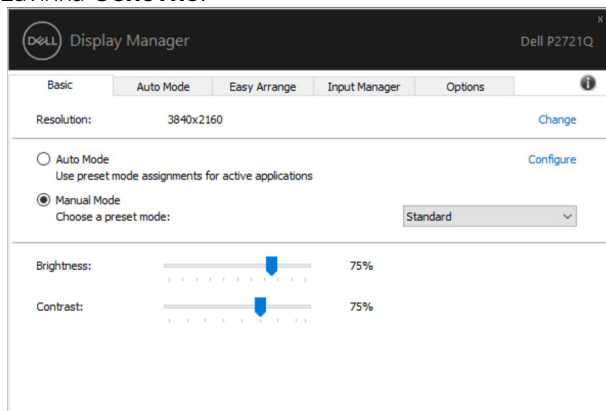 DELL Display Manager
Dell P2721Q
Basic Auto Mode Easy Arrange Input Manager Options
Resolution: 3840x2160 Change
Auto Mode Configure
Use preset mode assignments for active applications
Manual Mode
Choose a preset mode: Standard
Brightness: 75%
Contrast: 75%